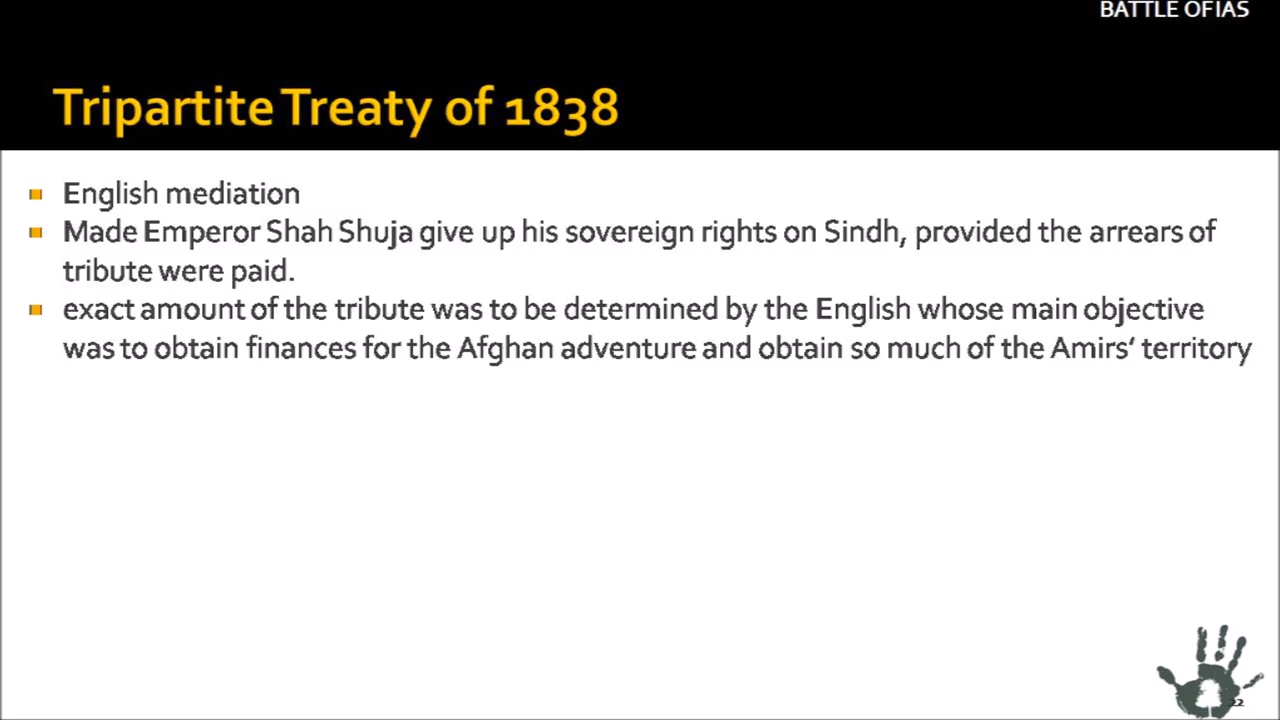 BATTLE OF IAS
Tripartite Treaty of 1838
English mediation
Made Emperor Shah Shuja give up his sovereign rights on Sindh, provided the arrears of
tribute were paid.
exact amount of the tribute was to be determined by the English whose main objective
was to obtain finances for the Afghan adventure and obtain so much of the Amirs' territory
22